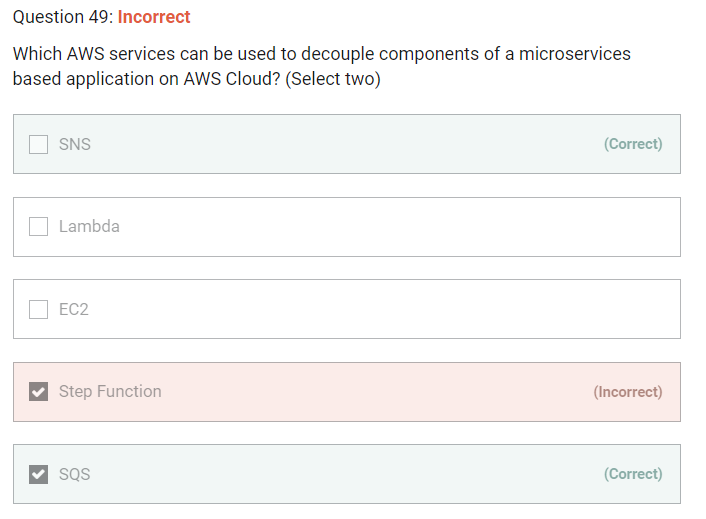 Question 49: Incorrect
Which AWS services can be used to decouple components of a microservices
based application on AWS Cloud? (Select two)
SNS (Correct)
Lambda
EC2
Step Function (Incorrect)
SQS (Correct)